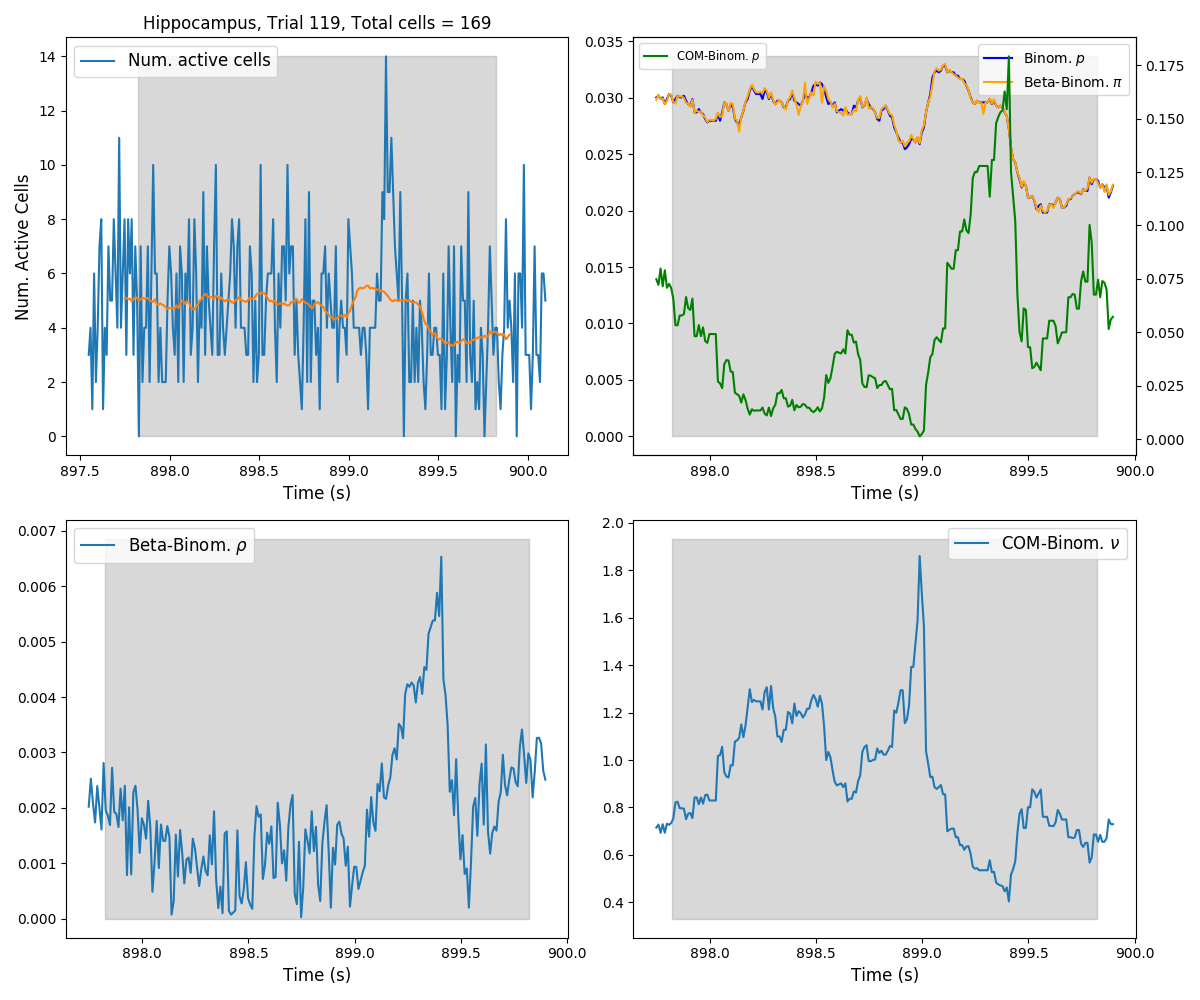 Hippocampus, Trial 119, Total cells = 169
Num. active cells
Num. Active Cells
14
12
10
8
6
4
2
0
897.5 898.0 898.5 899.0 899.5 900.0
Time (s)
COM-Binom. p
Binom. p
Beta-Binom. π
0.035
0.030
0.025
0.020
0.015
0.010
0.005
0.000
0.175
0.150
0.125
0.100
0.075
0.050
0.025
0.000
898.0 898.5 899.0 899.5 900.0
Time (s)
Beta-Binom. ρ
0.007
0.006
0.005
0.004
0.003
0.002
0.001
0.000
898.0 898.5 899.0 899.5 900.0
Time (s)
COM-Binom. ν
2.0
1.8
1.6
1.4
1.2
1.0
0.8
0.6
0.4
898.0 898.5 899.0 899.5 900.0
Time (s)